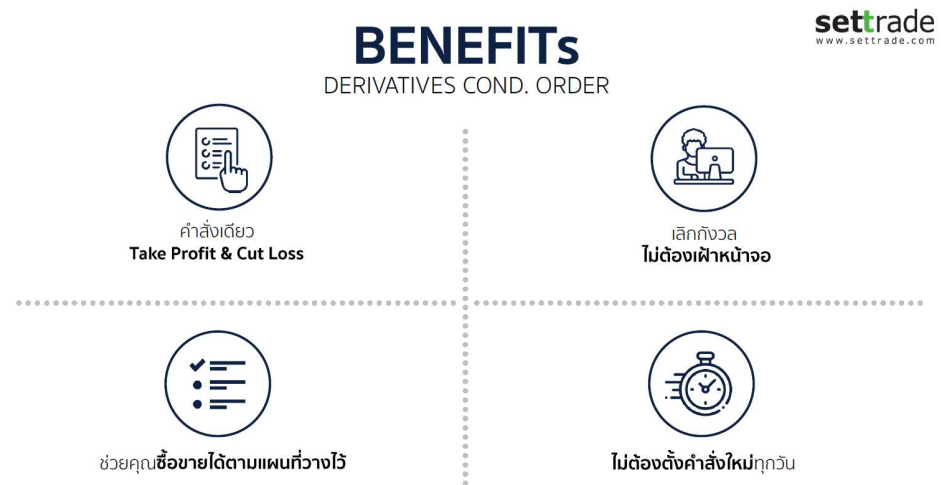 settrade
www.settrade.com
BENEFITs
DERIVATIVES COND. ORDER
คำสั่งเดียว
Take Profit & Cut Loss
เลิกกังวล
ไม่ต้องเฝ้าหน้าจอ
ช่วยคุณซื้อขายได้ตามแผนที่วางไว้
ไม่ต้องตั้งคำสั่งใหม่ทุกวัน